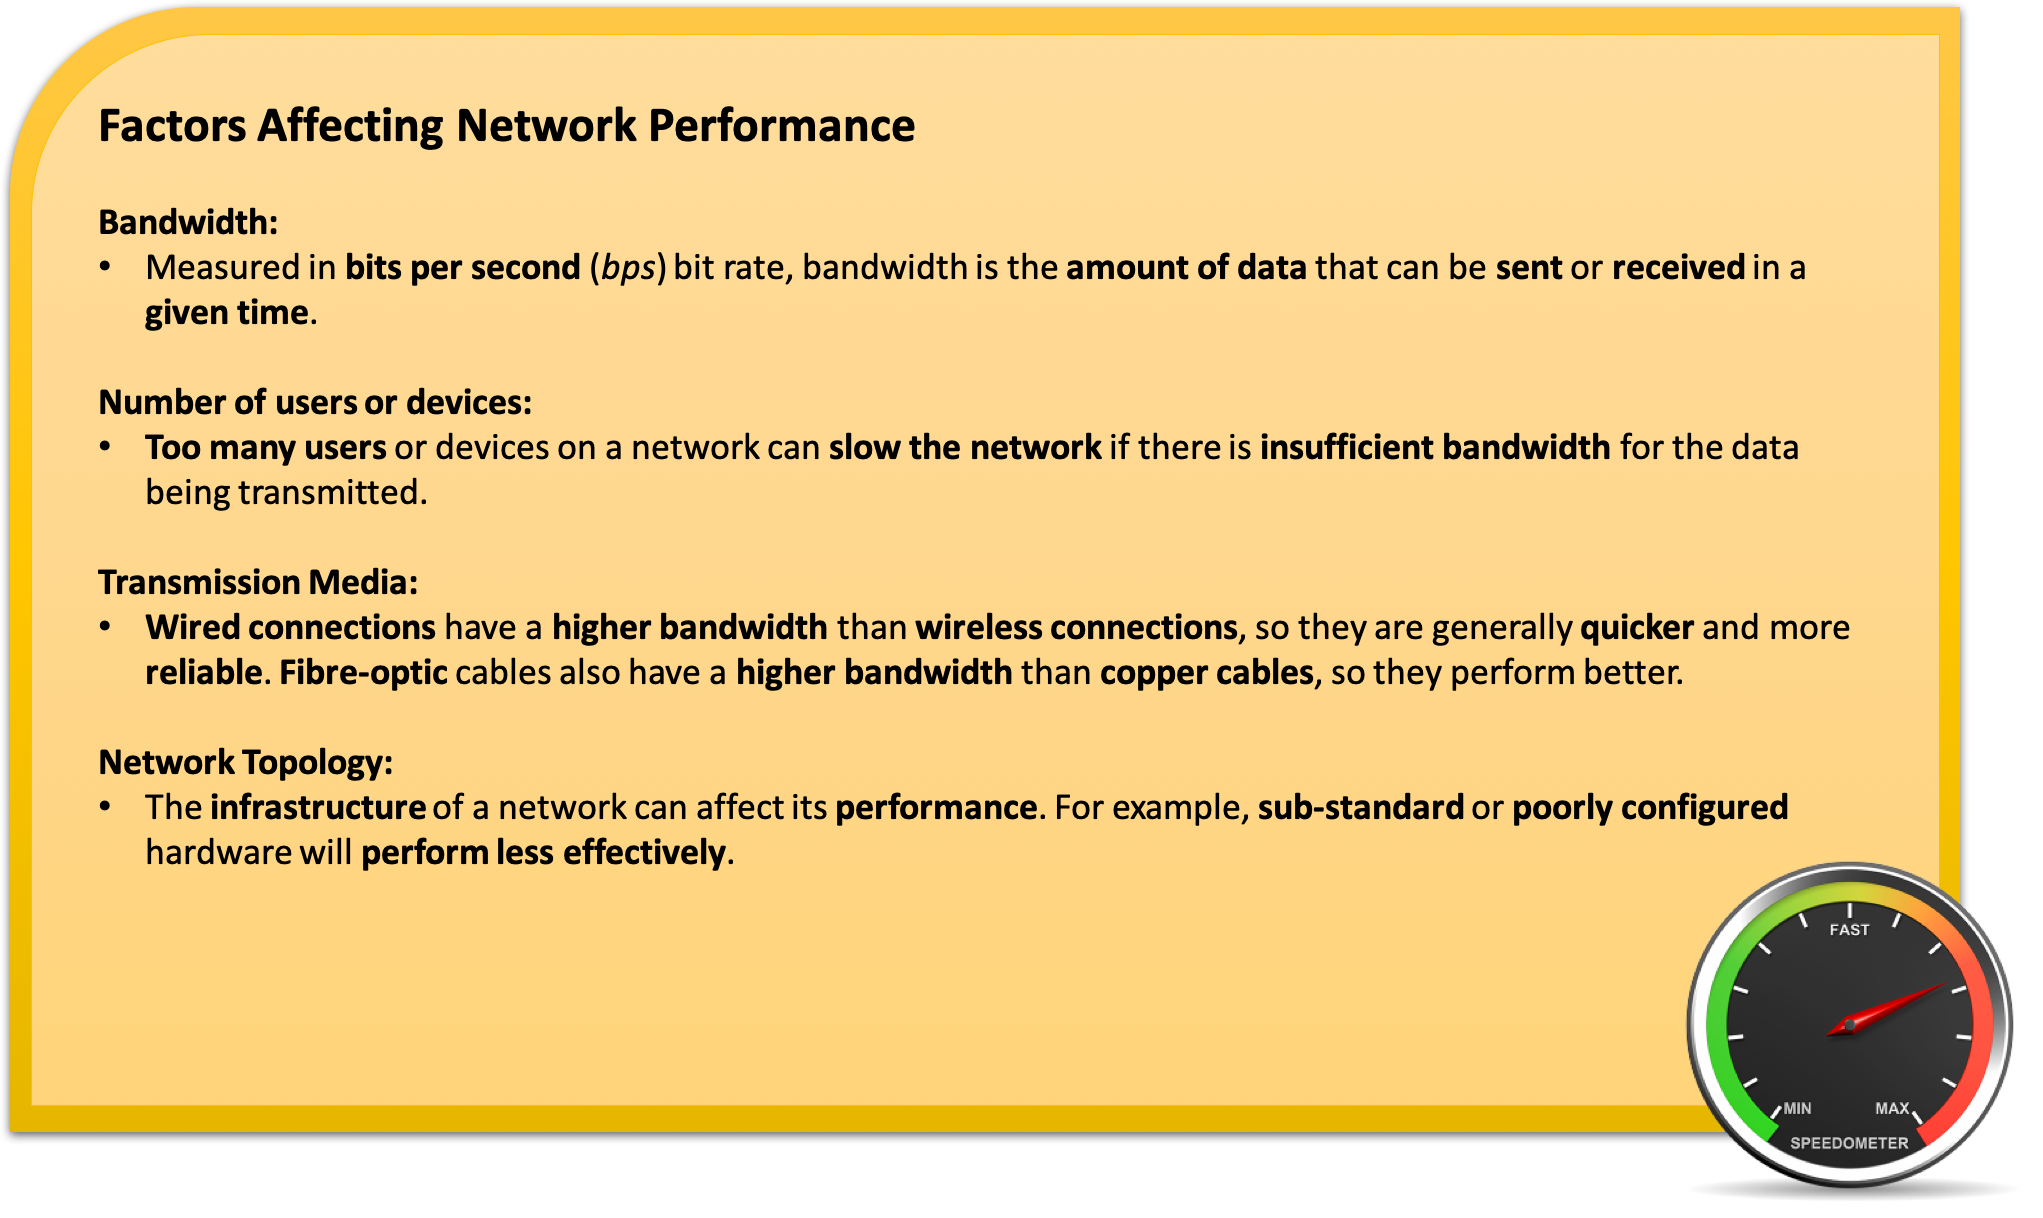 Factors Affecting Network Performance
Bandwidth:
• Measured in bits per second (bps) bit rate, bandwidth is the amount of data that can be sent or received in a
given time.
Number of users or devices:
• Too many users or devices on a network can slow the network if there is insufficient bandwidth for the data
being transmitted.
Transmission Media:
• Wired connections have a higher bandwidth than wireless connections, so they are generally quicker and more
reliable. Fibre-optic cables also have a higher bandwidth than copper cables, so they perform better.
Network Topology:
• The infrastructure of a network can affect its performance. For example, sub-standard or poorly configured
hardware will perform less effectively.
FAST
MIN MAX
SPEEDOMETER